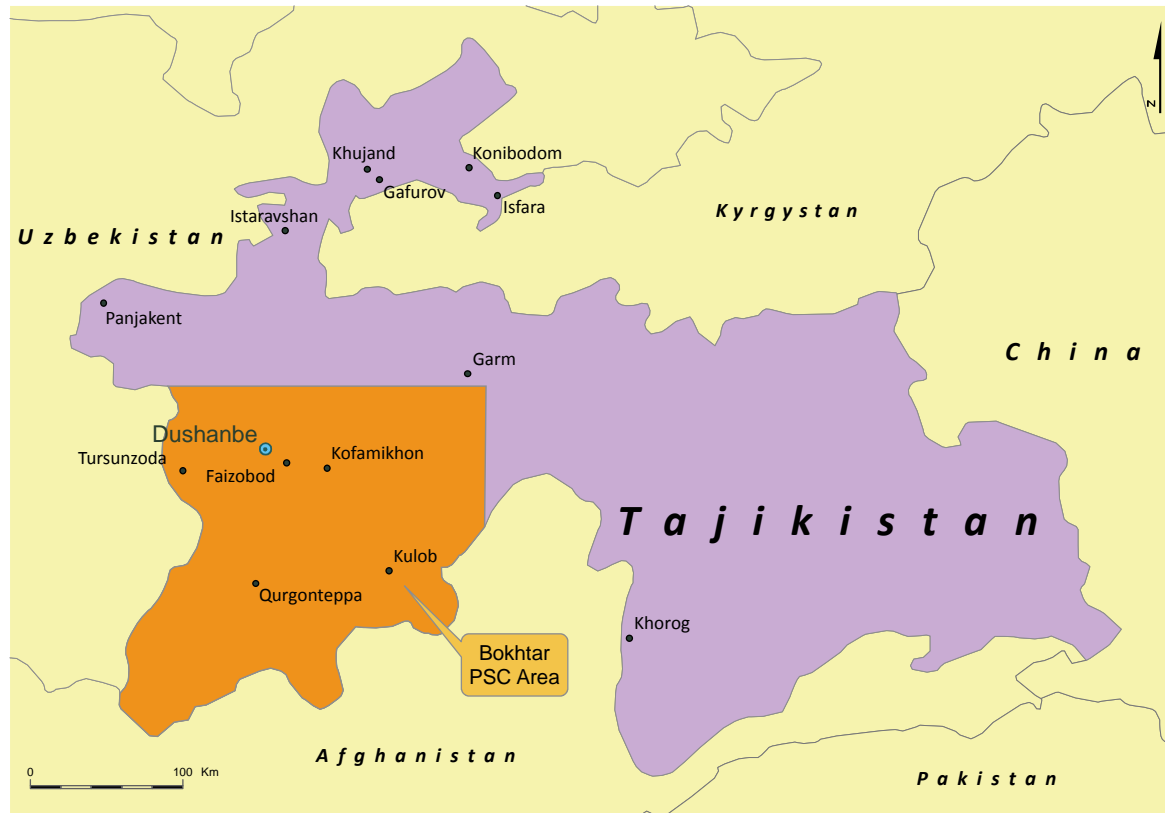 N
Khujand
Konibodom
Gafurov
Isfara
Istaravshan
Kyrgystan
Uzbekistan
Panjakent
China
Garm
Dushanbe
Tursunzoda
Kofamikhon
Faizobod
Tajikistan
Kulob
Qurgonteppa
Khorog
Bokhtar
PSC Area
Afghanistan
0 100 Km
Pakistan